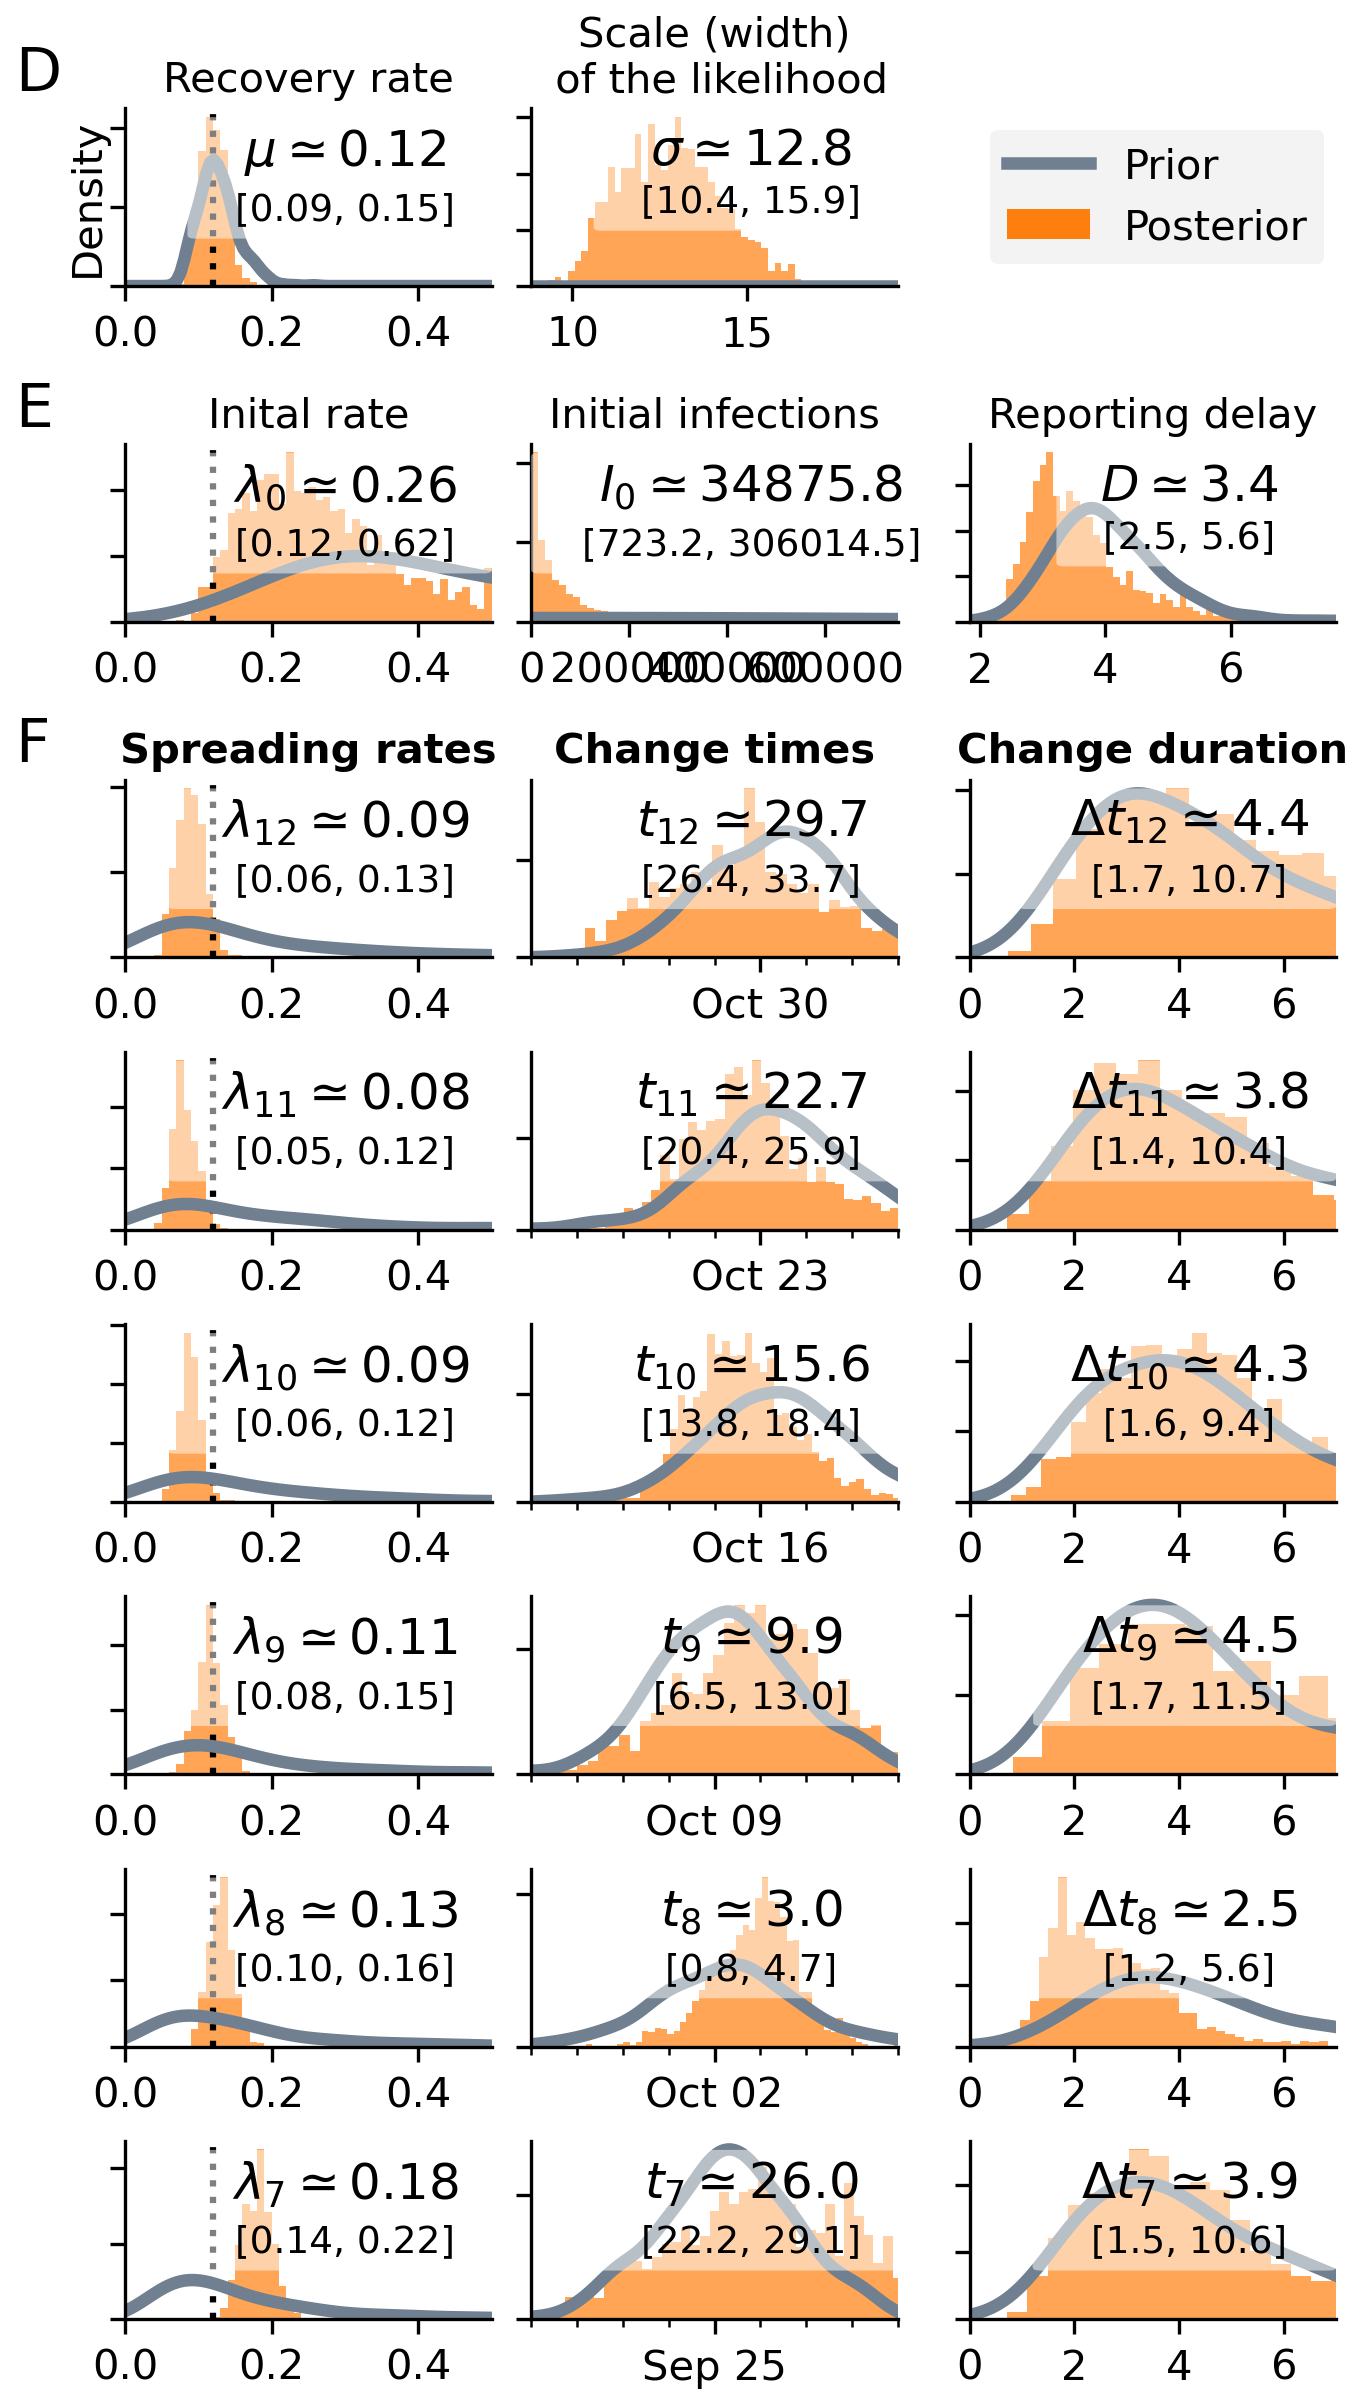 D
Recovery rate
Scale (width)
of the likelihood
Density
μ ≃ 0.12
[0.09, 0.15]
0.0 0.2 0.4
σ ≃ 12.8
[10.4, 15.9]
10 15
Prior
Posterior
E
Inital rate
Initial infections
Reporting delay
λ0 ≃ 0.26
[0.12, 0.62]
0.0 0.2 0.4
I0 ≃ 34875.8
[723.2, 306014.5]
0 200000 400000 600000
D ≃ 3.4
[2.5, 5.6]
2 4 6
F
Spreading rates
Change times
Change duration
λ12 ≃ 0.09
[0.06, 0.13]
0.0 0.2 0.4
t12 ≃ 29.7
[26.4, 33.7]
Oct 30
Δt12 ≃ 4.4
[1.7, 10.7]
0 2 4 6
λ11 ≃ 0.08
[0.05, 0.12]
0.0 0.2 0.4
t11 ≃ 22.7
[20.4, 25.9]
Oct 23
Δt11 ≃ 3.8
[1.4, 10.4]
0 2 4 6
λ10 ≃ 0.09
[0.06, 0.12]
0.0 0.2 0.4
t10 ≃ 15.6
[13.8, 18.4]
Oct 16
Δt10 ≃ 4.3
[1.6, 9.4]
0 2 4 6
λ9 ≃ 0.11
[0.08, 0.15]
0.0 0.2 0.4
t9 ≃ 9.9
[6.5, 13.0]
Oct 09
Δt9 ≃ 4.5
[1.7, 11.5]
0 2 4 6
λ8 ≃ 0.13
[0.10, 0.16]
0.0 0.2 0.4
t8 ≃ 3.0
[0.8, 4.7]
Oct 02
Δt8 ≃ 2.5
[1.2, 5.6]
0 2 4 6
λ7 ≃ 0.18
[0.14, 0.22]
0.0 0.2 0.4
t7 ≃ 26.0
[22.2, 29.1]
Sep 25
Δt7 ≃ 3.9
[1.5, 10.6]
0 2 4 6